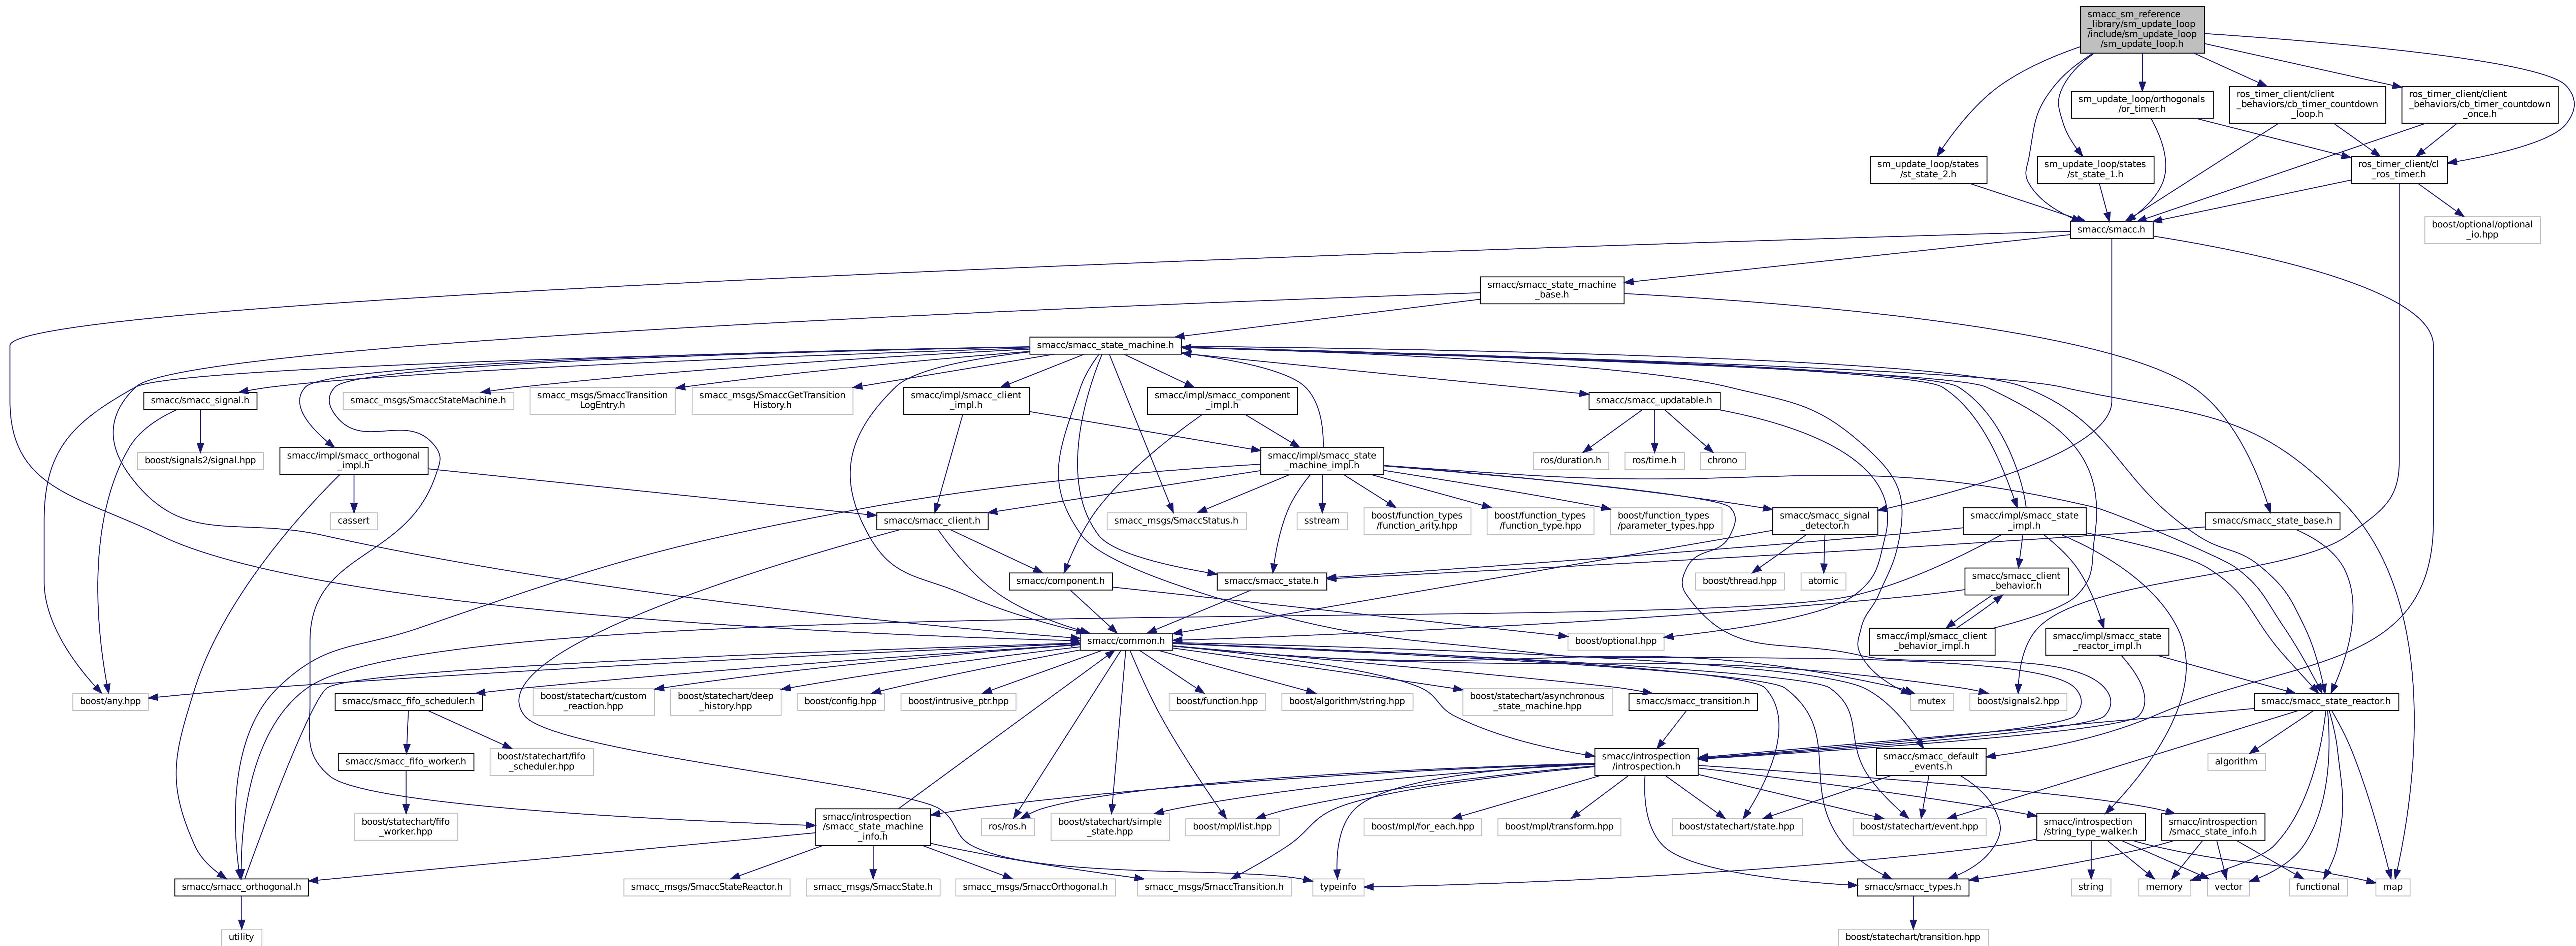 smacc_sm_reference
_library/sm_update_loop
/include/sm_update_loop
/sm_update_loop.h
sm_update_loop/orthogonals
/or_timer.h
ros_timer_client/client
_behaviors/cb_timer_countdown
_loop.h
ros_timer_client/client
_behaviors/cb_timer_countdown
_once.h
sm_update_loop/states
/st_state_2.h
sm_update_loop/states
/st_state_1.h
ros_timer_client/cl
_ros_timer.h
smacc/smacc.h
boost/optional/optional
_io.hpp
smacc/smacc_state_machine
_base.h
smacc/smacc_state_machine.h
smacc/smacc_signal.h
smacc_msgs/SmaccStateMachine.h
smacc_msgs/SmaccTransition
LogEntry.h
smacc_msgs/SmaccGetTransition
History.h
smacc/impl/smacc_client
_impl.h
smacc/impl/smacc_component
_impl.h
smacc/smacc_updatable.h
boost/signals2/signal.hpp
smacc/impl/smacc_orthogonal
_impl.h
smacc/impl/smacc_state
_machine_impl.h
ros/duration.h
ros/time.h
chrono
cassert
smacc/smacc_client.h
smacc_msgs/SmaccStatus.h
sstream
boost/function_types
/function_arity.hpp
boost/function_types
/function_type.hpp
boost/function_types
/parameter_types.hpp
smacc/smacc_signal
_detector.h
smacc/impl/smacc_state
_impl.h
smacc/smacc_state_base.h
smacc/component.h
smacc/smacc_state.h
boost/thread.hpp
atomic
smacc/smacc_client
_behavior.h
smacc/common.h
boost/optional.hpp
smacc/impl/smacc_client
_behavior_impl.h
smacc/impl/smacc_state
_reactor_impl.h
boost/any.hpp
smacc/smacc_fifo_scheduler.h
boost/statechart/custom
_reaction.hpp
boost/statechart/deep
_history.hpp
boost/config.hpp
boost/intrusive_ptr.hpp
boost/function.hpp
boost/algorithm/string.hpp
boost/statechart/asynchronous
_state_machine.hpp
smacc/smacc_transition.h
mutex
boost/signals2.hpp
smacc/smacc_state_reactor.h
smacc/smacc_fifo_worker.h
boost/statechart/fifo
_scheduler.hpp
smacc/introspection
/introspection.h
smacc/smacc_default
_events.h
algorithm
boost/statechart/fifo
_worker.hpp
smacc/introspection
/smacc_state_machine
_info.h
ros/ros.h
boost/statechart/simple
_state.hpp
boost/mpl/list.hpp
boost/mpl/for_each.hpp
boost/mpl/transform.hpp
boost/statechart/state.hpp
boost/statechart/event.hpp
smacc/introspection
/string_type_walker.h
smacc/introspection
/smacc_state_info.h
smacc/smacc_orthogonal.h
smacc_msgs/SmaccStateReactor.h
smacc_msgs/SmaccState.h
smacc_msgs/SmaccOrthogonal.h
smacc_msgs/SmaccTransition.h
typeinfo
smacc/smacc_types.h
string
memory
vector
functional
map
utility
boost/statechart/transition.hpp